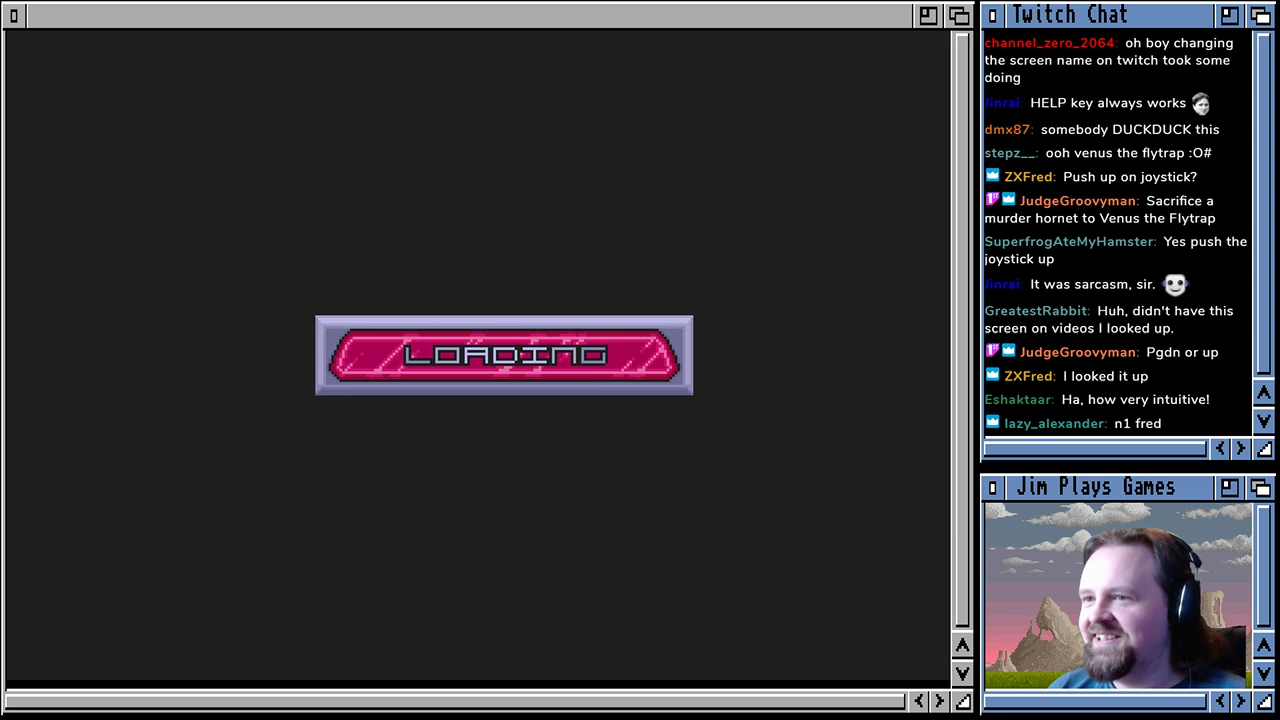 LOADING
Twitch Chat
channel_zero_2064: oh boy changing
the screen name on twitch took some
doing
Jinrai: HELP key always works
dmx87: somebody DUCKDUCK this
stepz__: ooh venus the flytrap :O#
ZXFred: Push up on joystick?
JudgeGroovyman: Sacrifice a
murder hornet to Venus the Flytrap
SuperfrogAteMyHamster: Yes push the
joystick up
Jinrai: It was sarcasm, sir.
GreatestRabbit: Huh, didn't have this
screen on videos I looked up.
JudgeGroovyman: Pgdn or up
ZXFred: I looked it up
Eshaktaar: Ha, how very intuitive!
lazy_alexander: n1 fred
Jim Plays Games